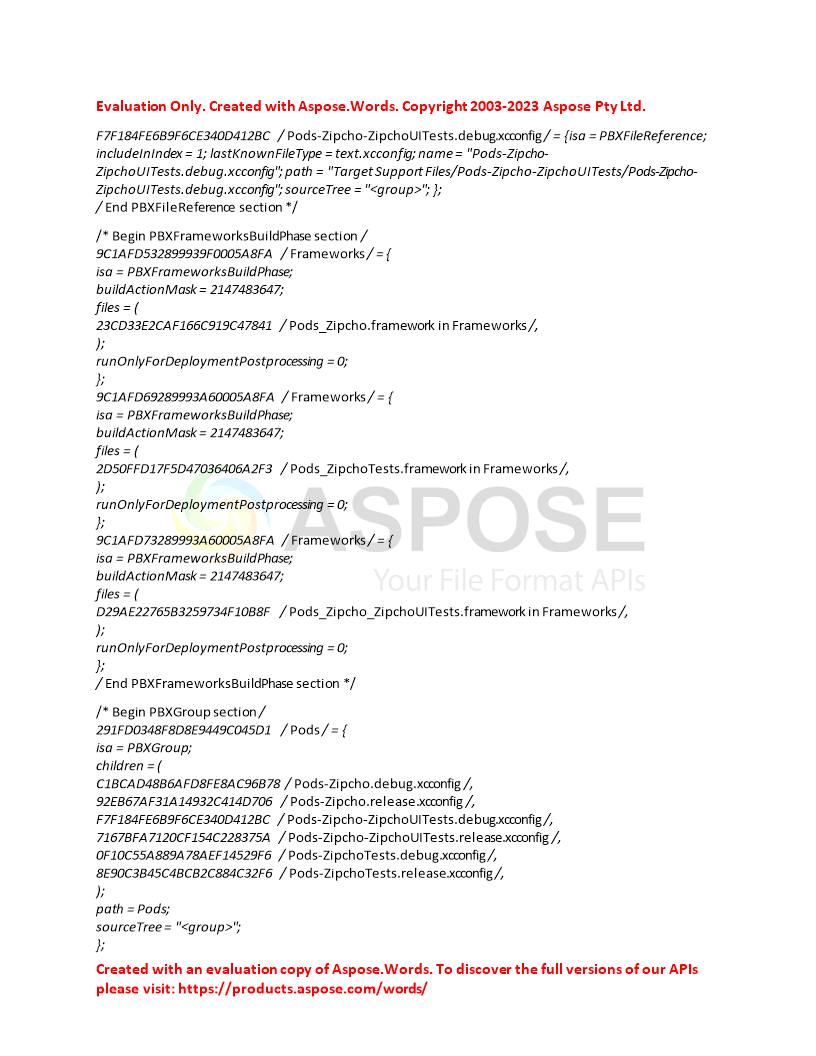 Evaluation Only. Created with Aspose.Words. Copyright 2003-2023 Aspose Pty Ltd.
F7F184FE6B9F6CE340D412BC / Pods-Zipcho-ZipchoUITests.debug.xcconfig / = {isa = PBXFileReference;
includeInIndex = 1; lastKnownFileType = text.xcconfig; name = "Pods-Zipcho-
ZipchoUITests.debug.xcconfig"; path = "Target Support Files/Pods-Zipcho-ZipchoUITests/Pods-Zipcho-
ZipchoUITests.debug.xcconfig"; sourceTree = "<group>"; };
/ End PBXFileReference section */
/* Begin PBXFrameworksBuildPhase section /
9C1AFD532899939F0005A8FA / Frameworks / = {
isa = PBXFrameworksBuildPhase;
buildActionMask = 2147483647;
files = (
23CD33E2CAF166C919C47841 / Pods_Zipcho.framework in Frameworks /,
);
runOnlyForDeploymentPostprocessing = 0;
};
9C1AFD69289993A60005A8FA / Frameworks / = {
isa = PBXFrameworksBuildPhase;
buildActionMask = 2147483647;
files = (
2D50FFD17F5D47036406A2F3 / Pods_ZipchoTests.framework in Frameworks /,
);
runOnlyForDeploymentPostprocessing = 0;
};
9C1AFD73289993A60005A8FA / Frameworks / = {
isa = PBXFrameworksBuildPhase;
buildActionMask = 2147483647;
files = (
D29AE22765B3259734F10B8F / Pods_Zipcho_ZipchoUITests.framework in Frameworks /,
);
runOnlyForDeploymentPostprocessing = 0;
};
/ End PBXFrameworksBuildPhase section */
ASPOSE
Your File Format APIs
/* Begin PBXGroup section /
291FD0348F8D8E9449C045D1 / Pods / = {
isa = PBXGroup;
children = (
C1BCAD48B6AFD8FE8AC96B78 / Pods-Zipcho.debug.xcconfig /,
92EB67AF31A14932C414D706 / Pods-Zipcho.release.xcconfig /,
F7F184FE6B9F6CE340D412BC / Pods-Zipcho-ZipchoUITests.debug.xcconfig /,
7167BFA7120CF154C228375A / Pods-Zipcho-ZipchoUITests.release.xcconfig /,
0F10C55A889A78AEF14529F6 / Pods-ZipchoTests.debug.xcconfig /,
8E90C3B45C4BCB2C884C32F6 / Pods-ZipchoTests.release.xcconfig /,
);
path = Pods;
sourceTree = "<group>";
};
Created with an evaluation copy of Aspose.Words. To discover the full versions of our APIs
please visit: https://products.aspose.com/words/